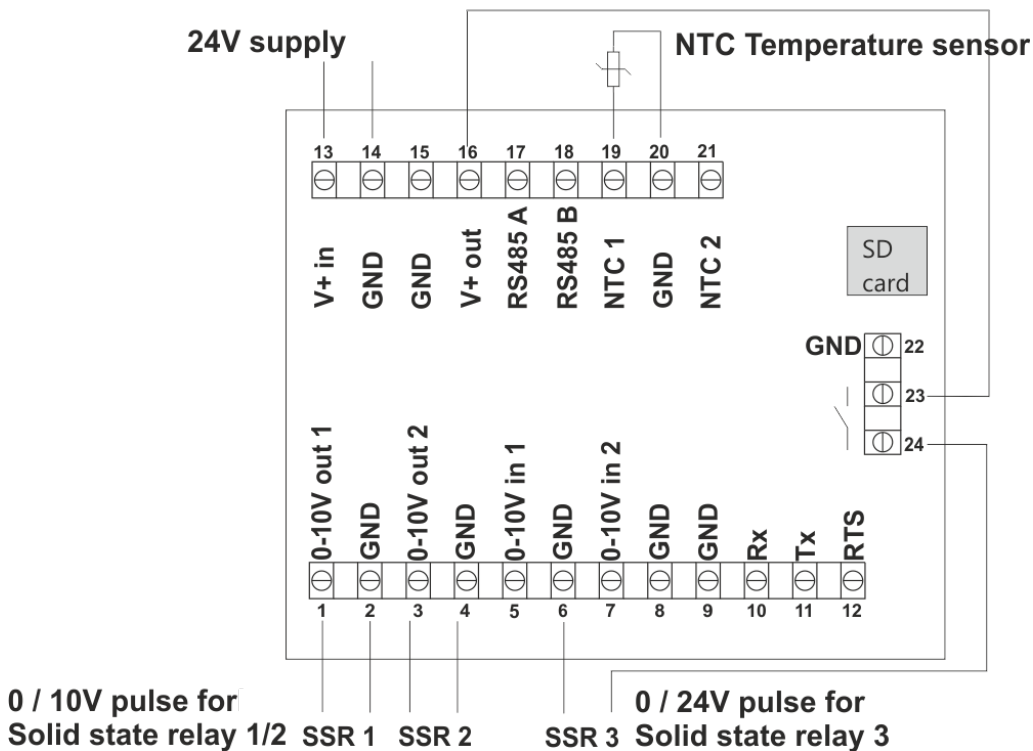 24V supply
NTC Temperature sensor
13 14 15 16 17 18 19 20 21
V+ in
GND
GND
V+ out
RS485 A
RS485 B
NTC 1
GND
NTC 2
SD
card
GND 22
23
24
0-10V out 1
GND
0-10V out 2
GND
0-10V in 1
GND
0-10V in 2
GND
GND
Rx
Tx
RTS
1 2 3 4 5 6 7 8 9 10 11 12
0 / 10V pulse for
Solid state relay 1/2
SSR 1 SSR 2 SSR 3
0 / 24V pulse for
Solid state relay 3